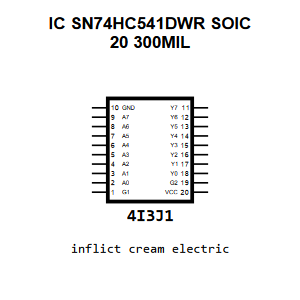 IC SN74HC541DWR SOIC
20 300MIL
10 GND Y7 11
9 A7 Y6 12
8 A6 Y5 13
7 A5 Y4 14
6 A4 Y3 15
5 A3 Y2 16
4 A2 Y1 17
3 A1 Y0 18
2 A0 G2 19
1 G1 VCC 20
4I3J1
inflict cream electric